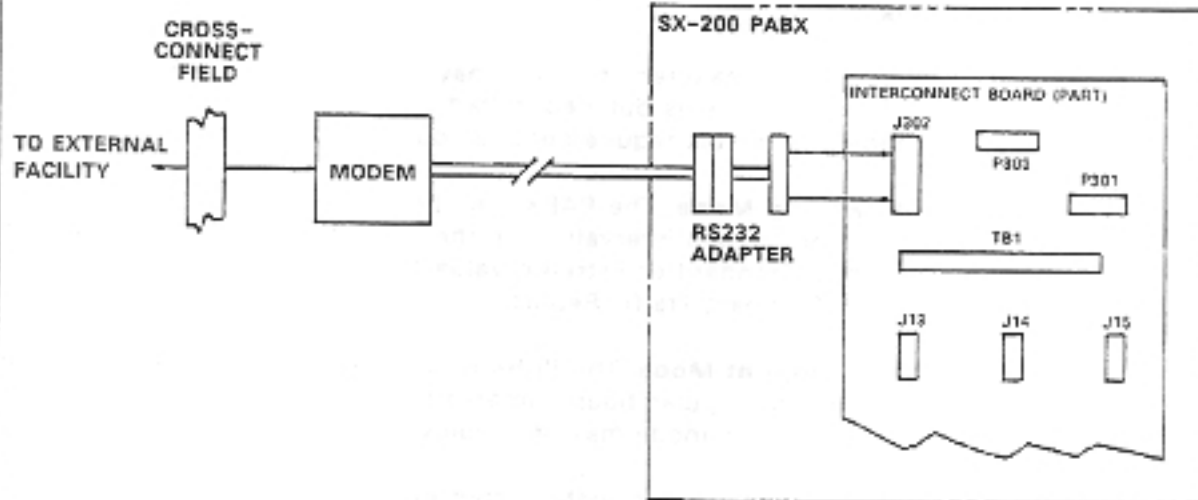 CROSS-
CONNECT
FIELD
TO EXTERNAL
FACILITY
MODEM
SX-200 PABX
RS232
ADAPTER
INTERCONNECT BOARD (PART)
J302
P303
P301
TB1
J13
J14
J15